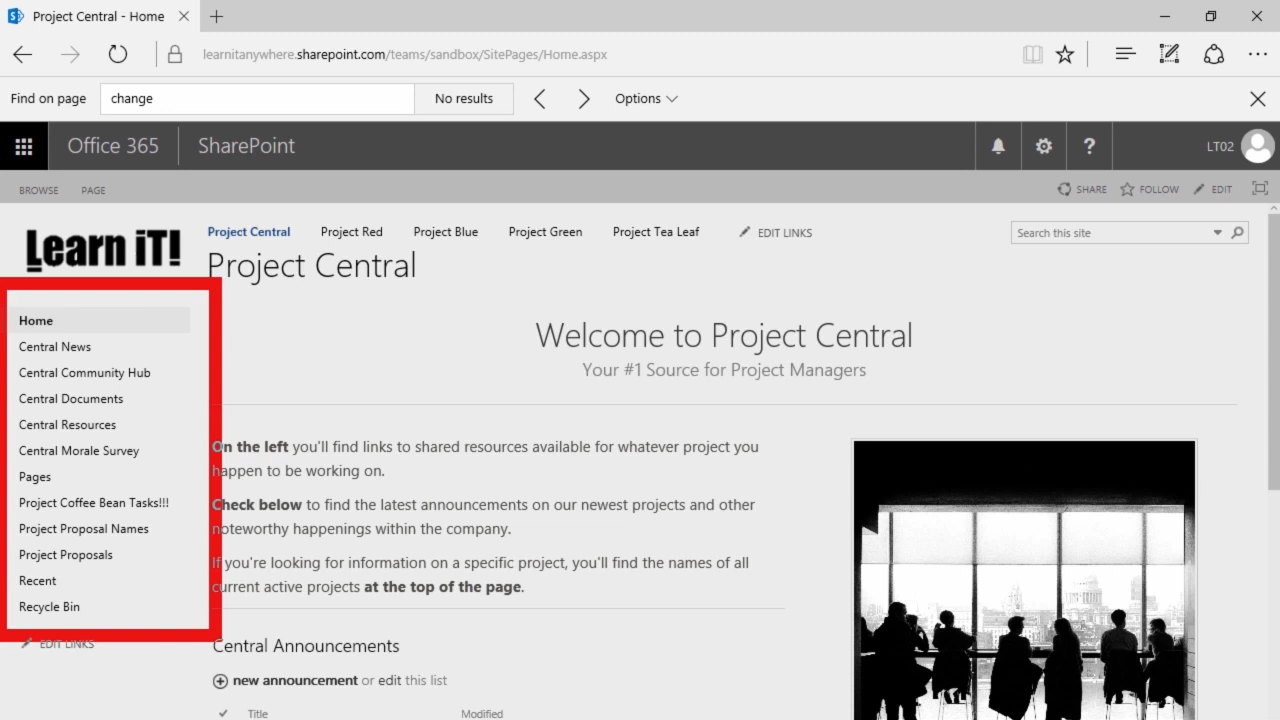 Project Central - Home
learnitanywhere.sharepoint.com/teams/sandbox/SitePages/Home.aspx
Find on page change No results Options
Office 365 SharePoint LT02
BROWSE PAGE SHARE FOLLOW EDIT
Learn iT!
Project Central Project Red Project Blue Project Green Project Tea Leaf EDIT LINKS Search this site
Project Central
Home
Central News
Central Community Hub
Central Documents
Central Resources
Central Morale Survey
Pages
Project Coffee Bean Tasks!!!
Project Proposal Names
Project Proposals
Recent
Recycle Bin
EDIT LINKS
Welcome to Project Central
Your #1 Source for Project Managers
On the left you'll find links to shared resources available for whatever project you
happen to be working on.
Check below to find the latest announcements on our newest projects and other
noteworthy happenings within the company.
If you're looking for information on a specific project, you'll find the names of all
current active projects at the top of the page.
Central Announcements
new announcement or edit this list
Title Modified